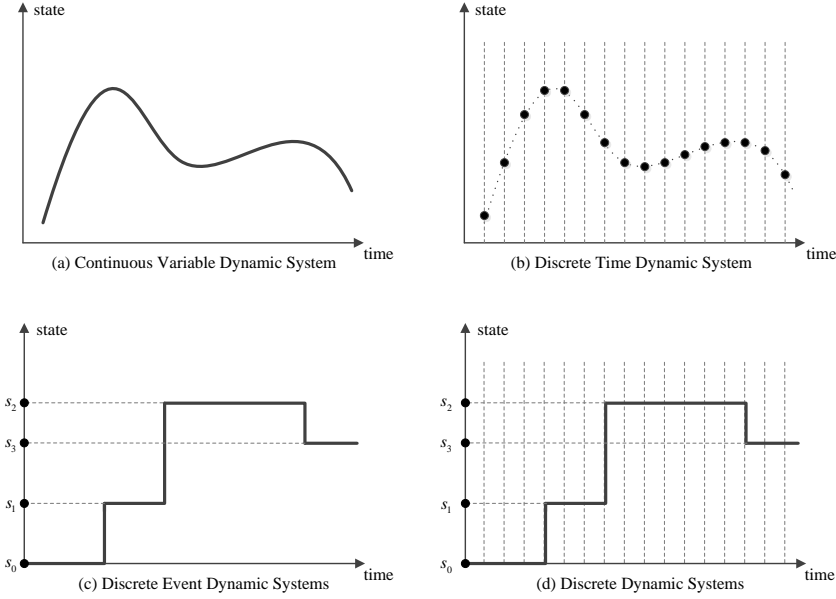 state
time
(a) Continuous Variable Dynamic System
state
time
(b) Discrete Time Dynamic System
state
s₂
s₃
s₁
s₀
time
(c) Discrete Event Dynamic Systems
state
s₂
s₃
s₁
s₀
time
(d) Discrete Dynamic Systems